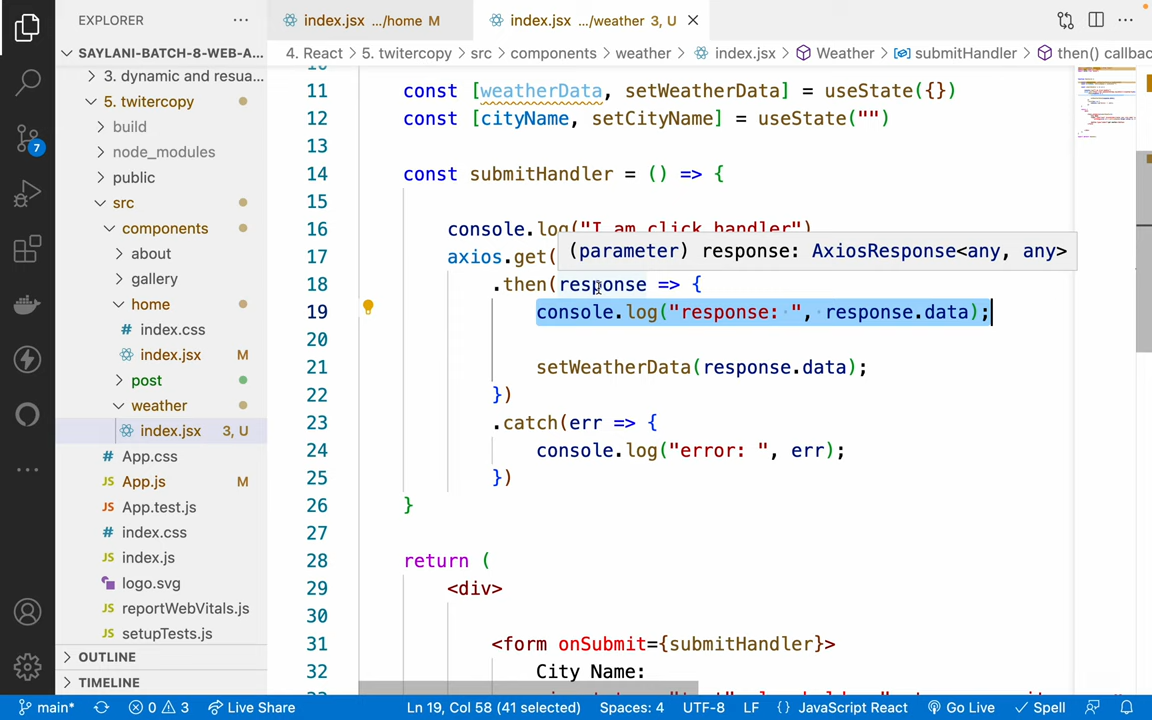 EXPLORER
index.jsx .../home M
index.jsx .../weather 3, U
SAYLANI-BATCH-8-WEB-A...
4. React > 5. twitercopy > src > components > weather > index.jsx > Weather > submitHandler > then() callba
3. dynamic and resua...
5. twitercopy
build
node_modules
public
src
components
about
gallery
home
index.css
index.jsx M
post
weather
index.jsx 3, U
App.css
App.js M
App.test.js
index.css
index.js
logo.svg
reportWebVitals.js
setupTests.js
OUTLINE
TIMELINE
7
11 const [weatherData, setWeatherData] = useState({})
12 const [cityName, setCityName] = useState("")
13
14 const submitHandler = () => {
15
16 console.log("I am click handler")
(parameter) response: AxiosResponse<any, any>
17 axios.get(
18 .then(response => {
19 console.log("response: ", response.data);
20
21 setWeatherData(response.data);
22 })
23 .catch(err => {
24 console.log("error: ", err);
25 })
26 }
27
28 return (
29 <div>
30
31 <form onSubmit={submitHandler}>
32 City Name:
main* 0 3 Live Share Ln 19, Col 58 (41 selected) Spaces: 4 UTF-8 LF {} JavaScript React Go Live Spell